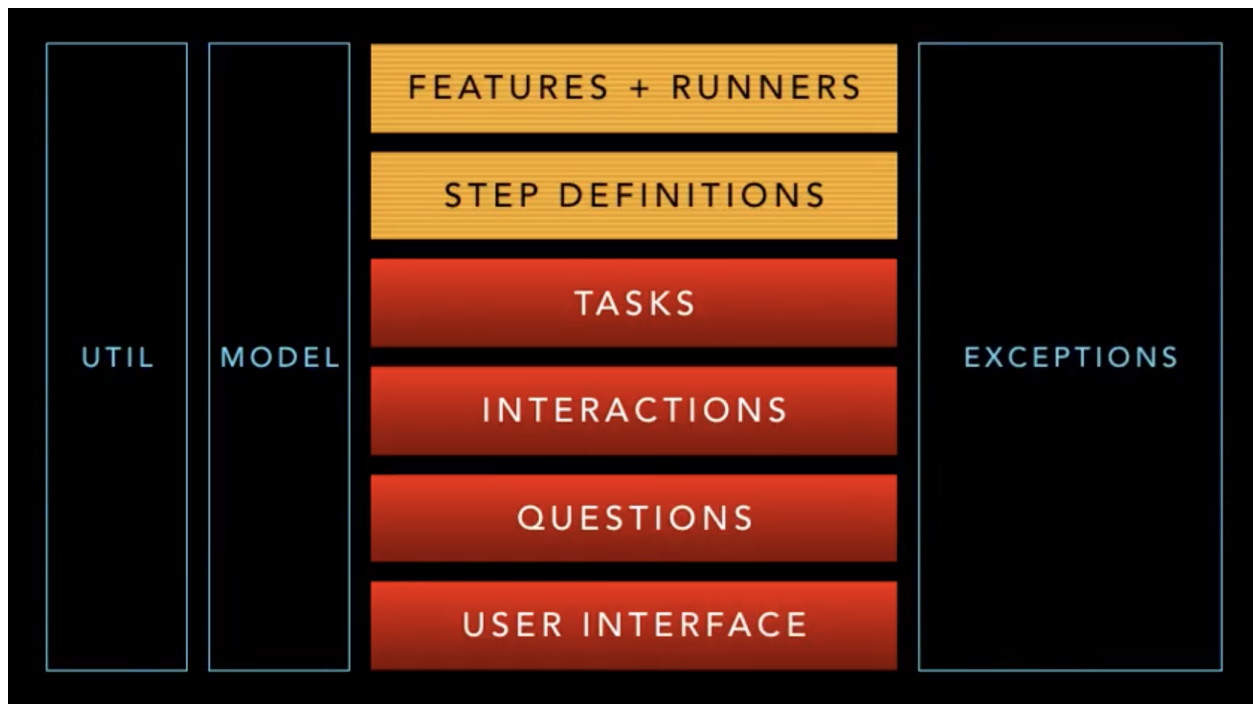 FEATURES + RUNNERS
STEP DEFINITIONS
TASKS
UTIL
MODEL
EXCEPTIONS
INTERACTIONS
QUESTIONS
USER INTERFACE